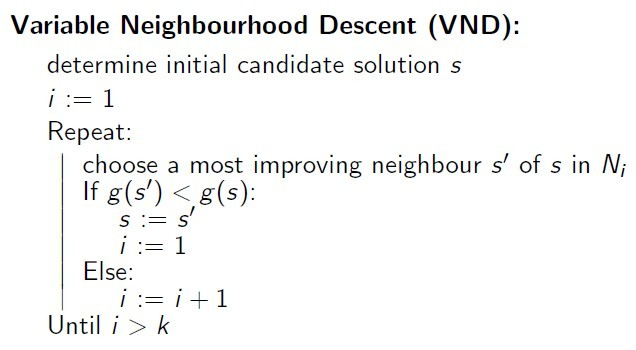 Variable Neighbourhood Descent (VND):
determine initial candidate solution s
i := 1
Repeat:
choose a most improving neighbour s′ of s in Nᵢ
If g(s′) < g(s):
s := s′
i := 1
Else:
i := i + 1
Until i > k